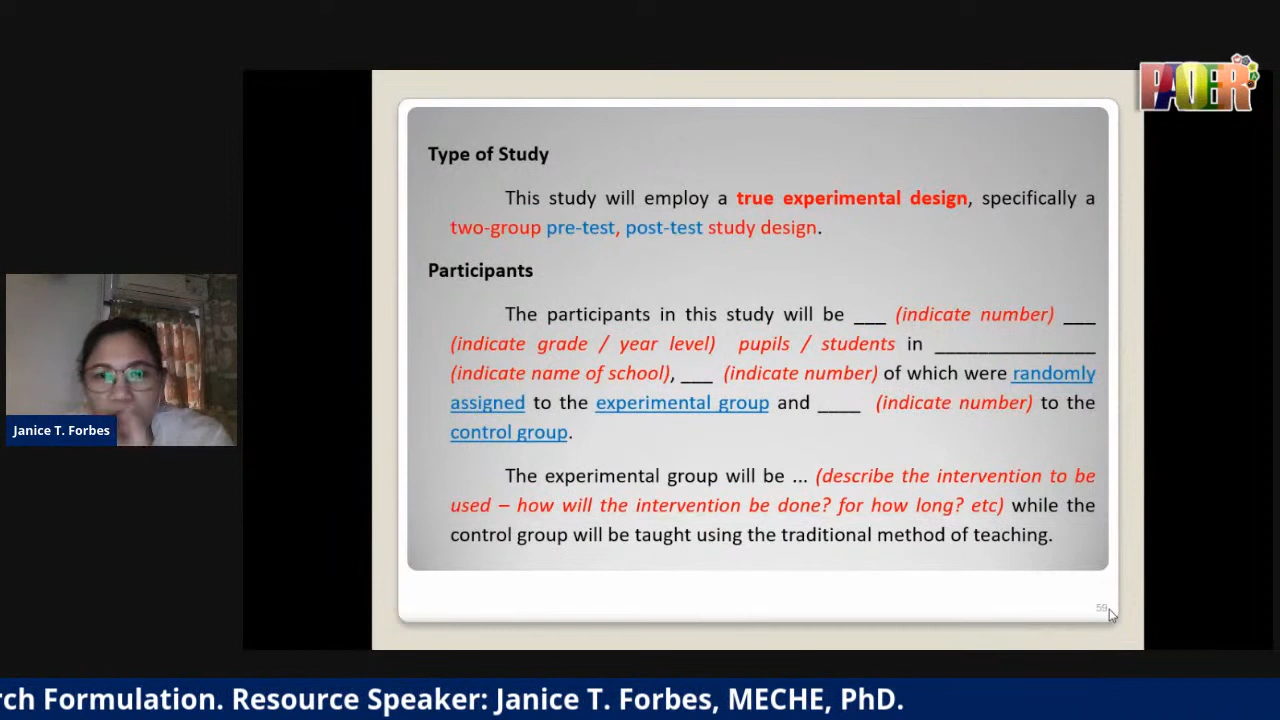 PAOER
Type of Study
This study will employ a true experimental design, specifically a
two-group pre-test, post-test study design.
Participants
The participants in this study will be ___ (indicate number) ___
(indicate grade / year level) pupils / students in _______________
(indicate name of school), ___ (indicate number) of which were randomly
assigned to the experimental group and ____ (indicate number) to the
control group.
The experimental group will be ... (describe the intervention to be
used – how will the intervention be done? for how long? etc) while the
control group will be taught using the traditional method of teaching.
59
Janice T. Forbes
rch Formulation. Resource Speaker: Janice T. Forbes, MECHE, PhD.